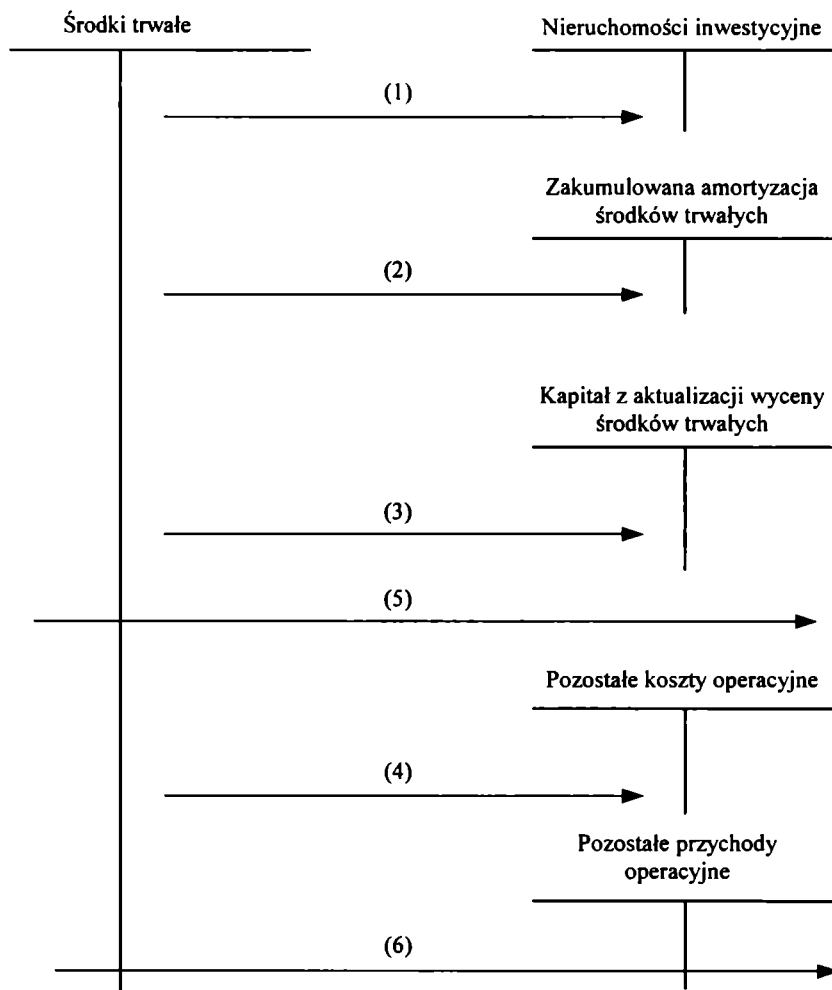 Środki trwałe
Nieruchomości inwestycyjne
(1)
Zakumulowana amortyzacja
środków trwałych
(2)
Kapitał z aktualizacji wyceny
środków trwałych
(3)
(5)
Pozostałe koszty operacyjne
(4)
Pozostałe przychody
operacyjne
(6)